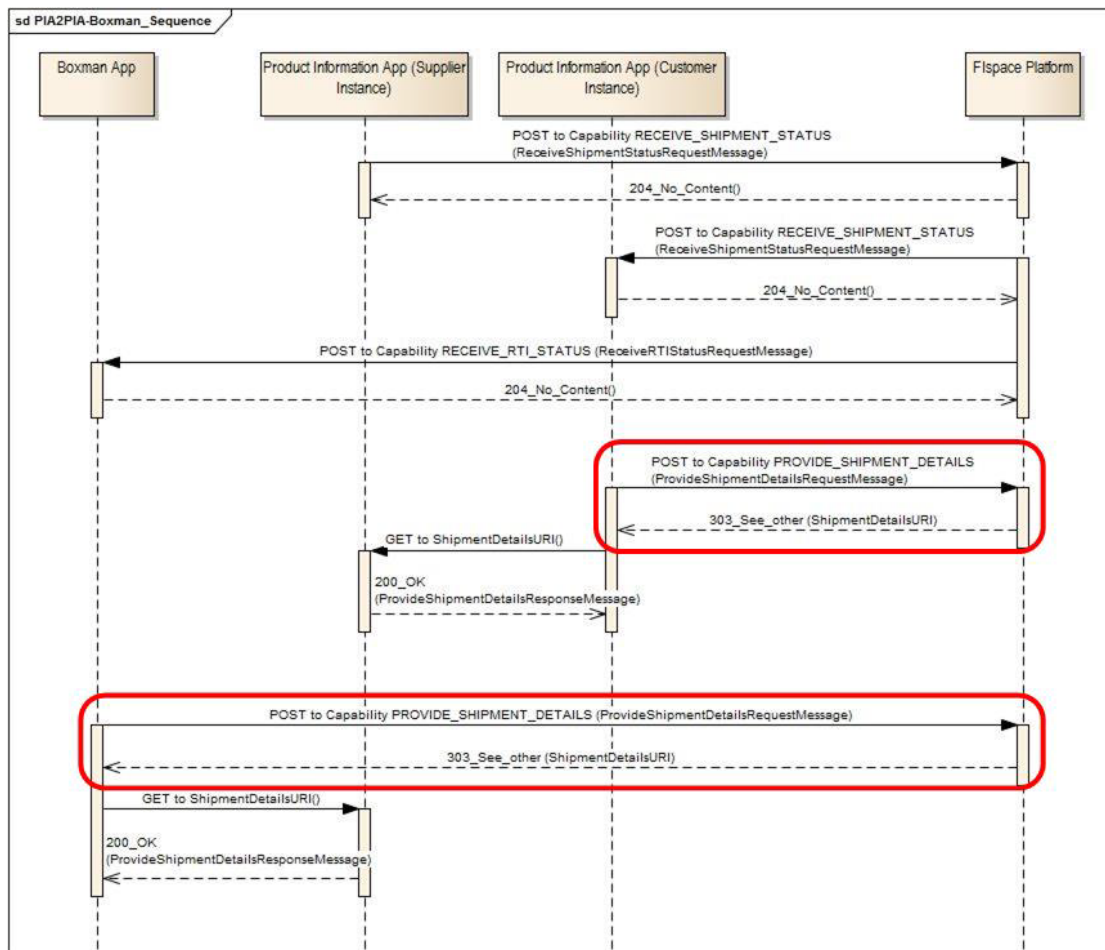 sd PIA2PIA-Boxman_Sequence
Boxman App
Product Information App (Supplier
Instance)
Product Information App (Customer
Instance)
FIspace Platform
POST to Capability RECEIVE_SHIPMENT_STATUS
(ReceiveShipmentStatusRequestMessage)
204_No_Content()
POST to Capability RECEIVE_SHIPMENT_STATUS
(ReceiveShipmentStatusRequestMessage)
204_No_Content()
POST to Capability RECEIVE_RTI_STATUS (ReceiveRTIStatusRequestMessage)
204_No_Content()
POST to Capability PROVIDE_SHIPMENT_DETAILS
(ProvideShipmentDetailsRequestMessage)
303_See_other (ShipmentDetailsURI)
GET to ShipmentDetailsURI()
200_OK
(ProvideShipmentDetailsResponseMessage)
POST to Capability PROVIDE_SHIPMENT_DETAILS (ProvideShipmentDetailsRequestMessage)
303_See_other (ShipmentDetailsURI)
GET to ShipmentDetailsURI()
200_OK
(ProvideShipmentDetailsResponseMessage)